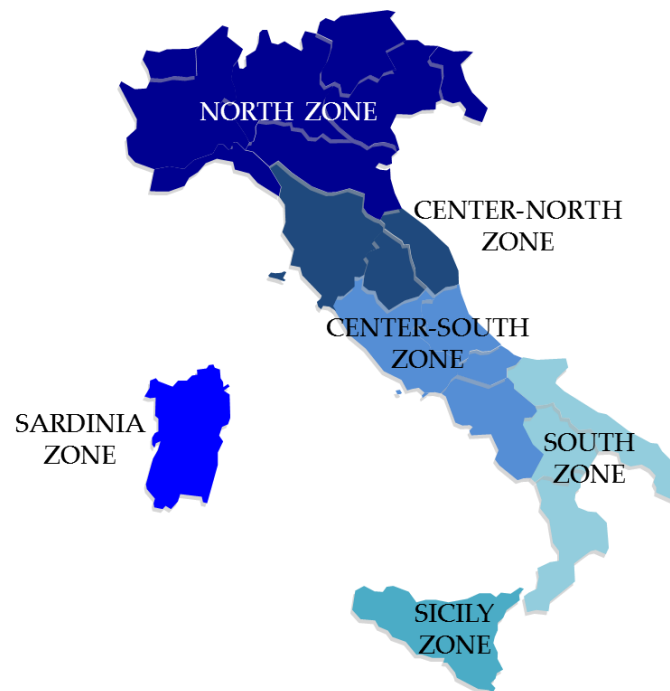 NORTH ZONE
CENTER-NORTH
ZONE
CENTER-SOUTH
ZONE
SARDINIA
ZONE
SOUTH
ZONE
SICILY
ZONE